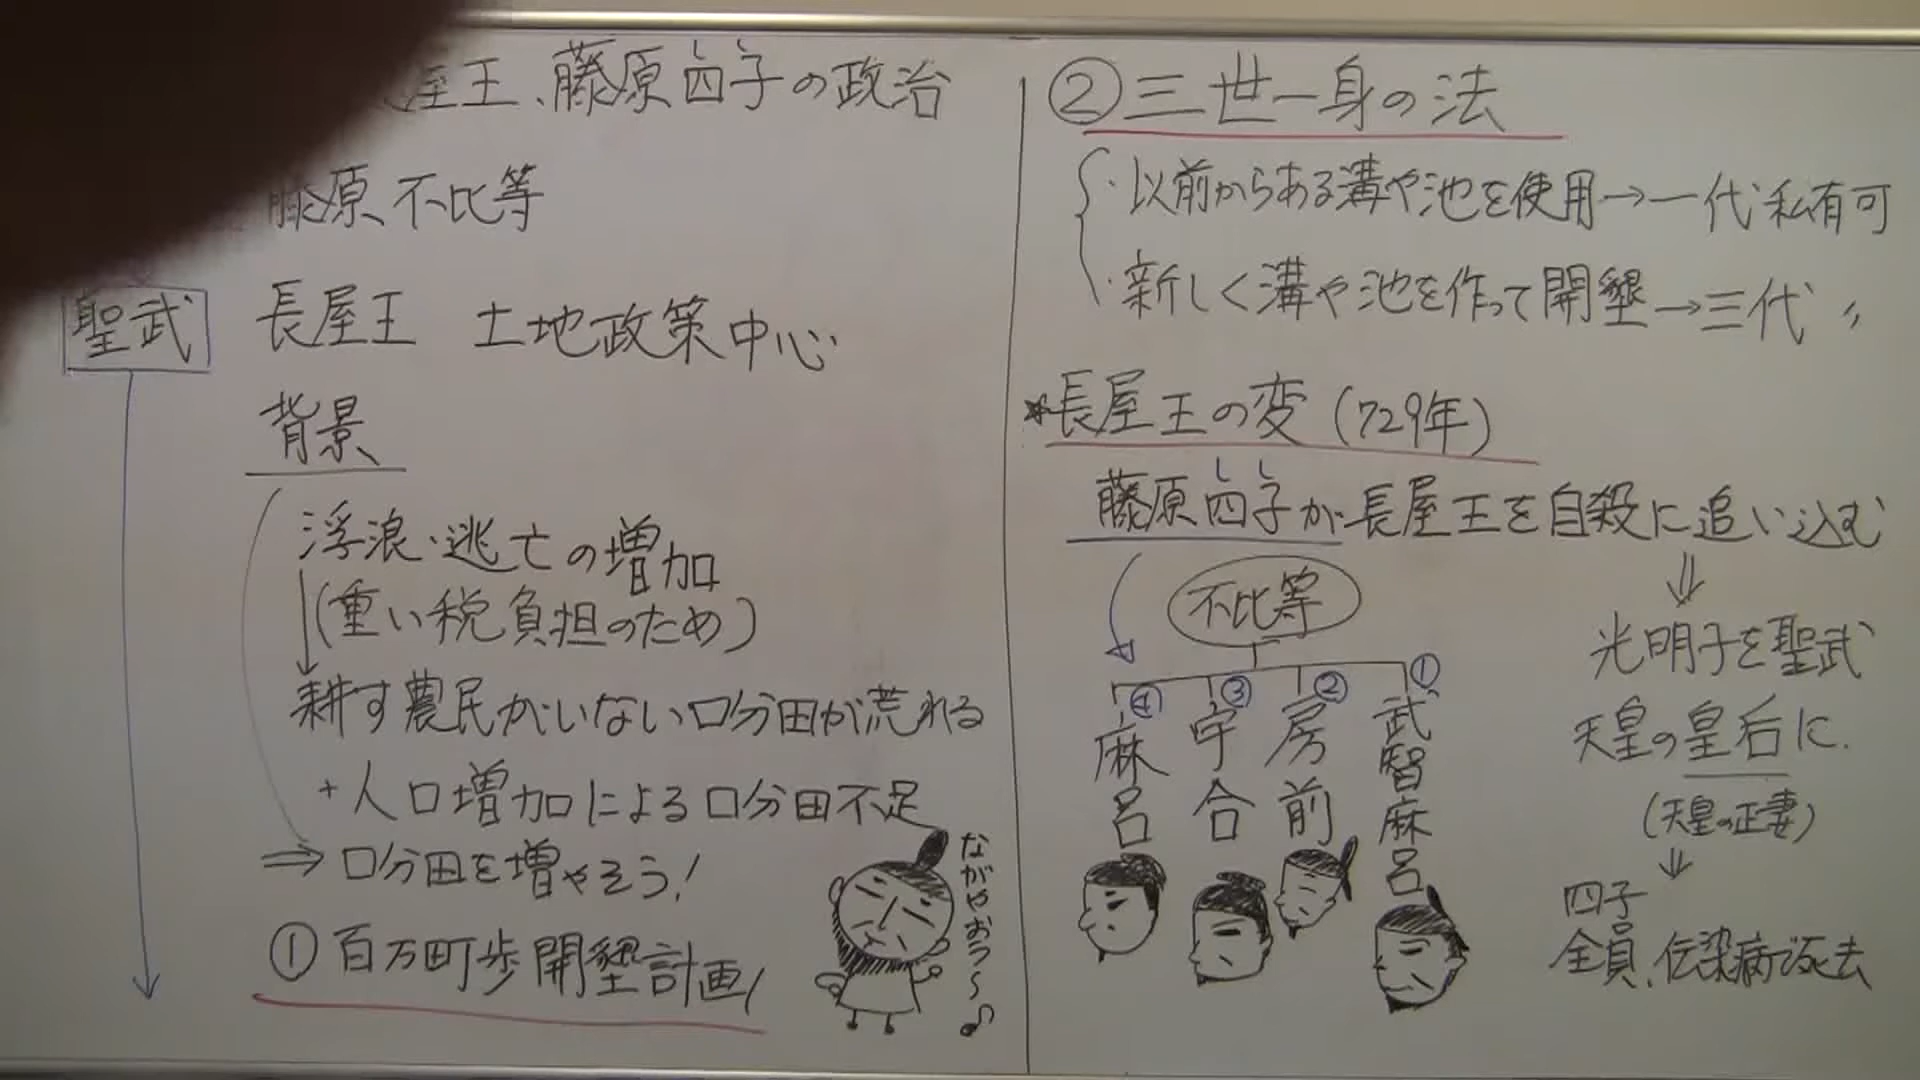 屋王、藤原四子の政治
藤原不比等
聖武
長屋王 土地政策中心
背景
浮浪・逃亡の増加
(重い税負担のため)
耕す農民がいない口分田が荒れる
+人口増加による口分田不足
⇒口分田を増やそう!
①百万町歩開墾計画
ながやおう〜♪
②三世一身の法
・以前からある溝や池を使用→一代私有可
・新しく溝や池を作って開墾→三代 〃
*長屋王の変(729年)
しし
藤原四子が長屋王を自殺に追い込む
⇓
光明子を聖武
天皇の皇后に.
(天皇の正妻)
⇓
四子
全員、伝染病で死去
不比等
①武智麻呂
②房前
③宇合
④麻呂